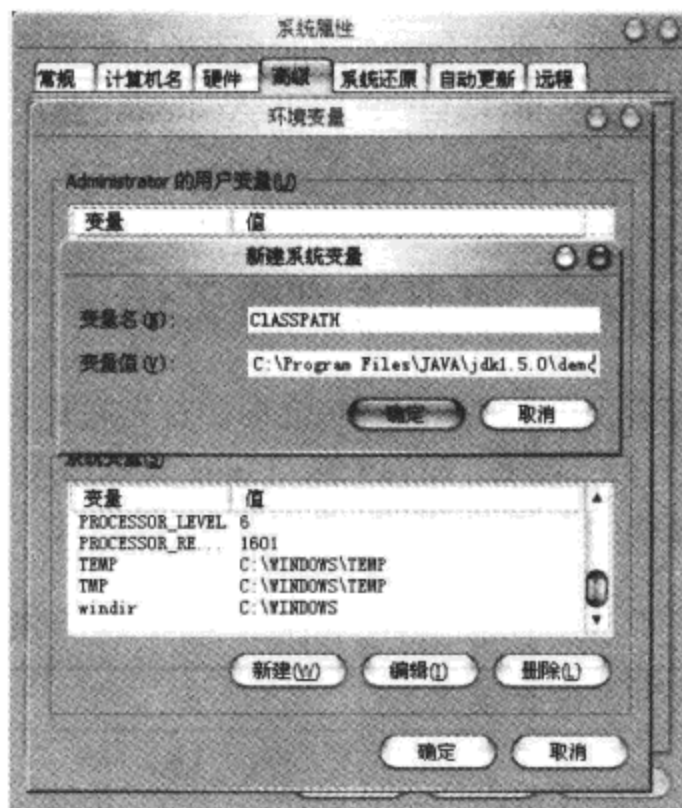 系统属性
常规 计算机名 硬件 高级 系统还原 自动更新 远程
环境变量
Administrator 的用户变量(U)
变量 值
新建系统变量
变量名(N): ClASSPATH
变量值(V): C:\Program Files\JAVA\jdk1.5.0\dem
确定 取消
系统变量(S)
变量 值
PROCESSOR_LEVEL 6
PROCESSOR_RE... 1601
TEMP C:\WINDOWS\TEMP
TMP C:\WINDOWS\TEMP
windir C:\WINDOWS
新建(W) 编辑(I) 删除(L)
确定 取消